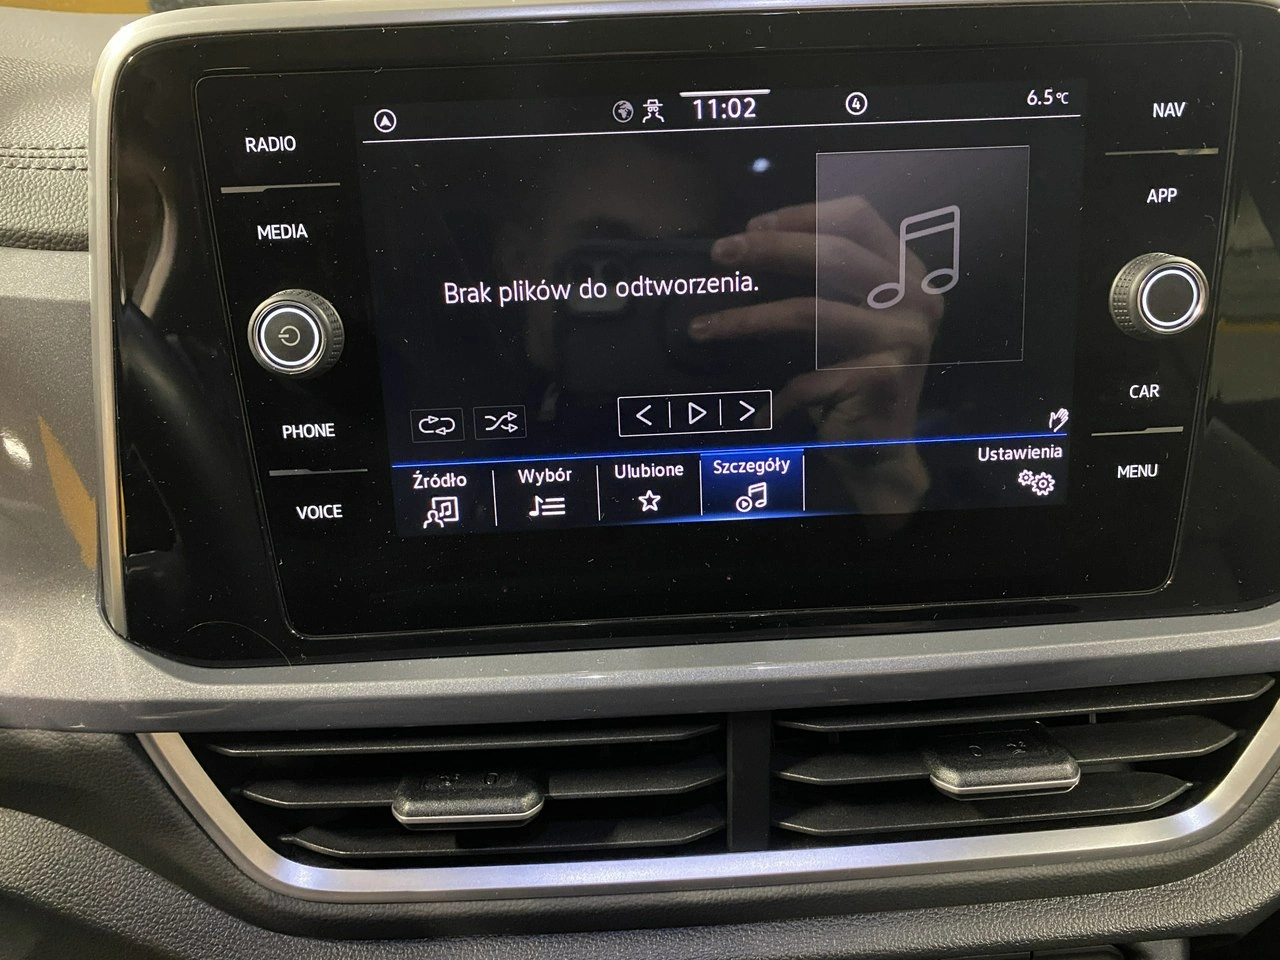 11:02
4
6.5°C
RADIO
MEDIA
PHONE
VOICE
Brak plików do odtworzenia.
Źródło
Wybór
Ulubione
Szczegóły
Ustawienia
NAV
APP
CAR
MENU